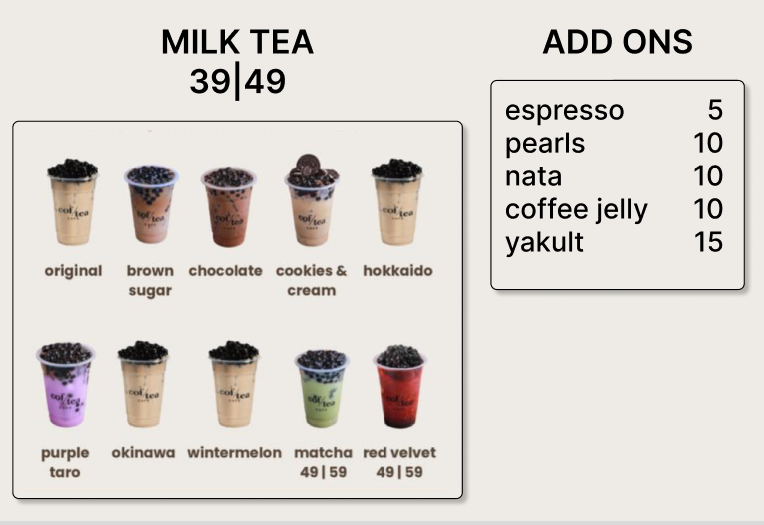 MILK TEA
39|49
original
brown sugar
chocolate
cookies & cream
hokkaido
purple taro
okinawa
wintermelon
matcha 49 | 59
red velvet 49 | 59
ADD ONS
espresso 5
pearls 10
nata 10
coffee jelly 10
yakult 15